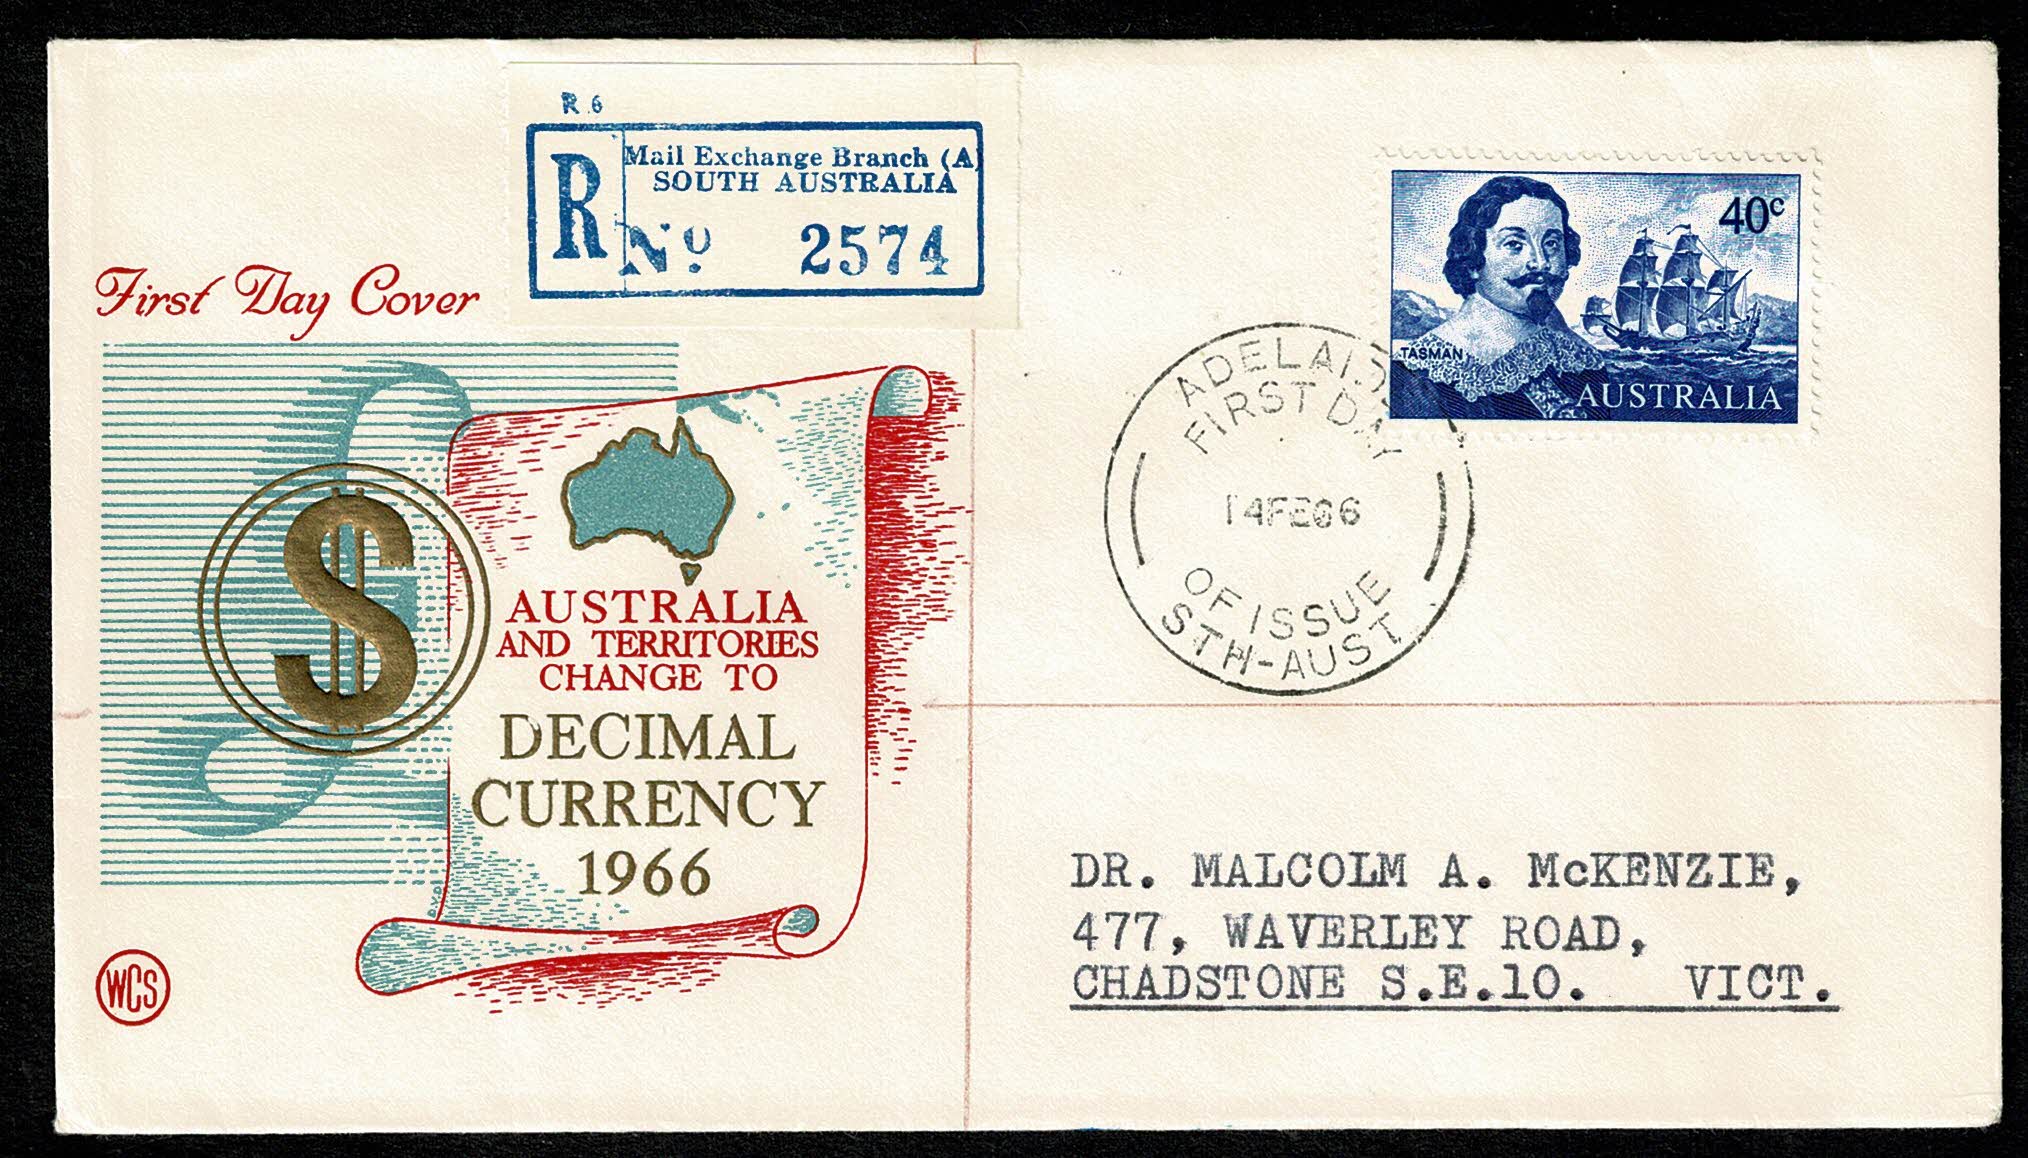 R 6
R
Mail Exchange Branch (A)
SOUTH AUSTRALIA
Nº 2574
First Day Cover
40c
TASMAN
AUSTRALIA
ADELAIDE
FIRST DAY
14FE66
OF ISSUE
STH-AUST
$
AUSTRALIA
AND TERRITORIES
CHANGE TO
DECIMAL
CURRENCY
1966
WCS
DR. MALCOLM A. McKENZIE,
477, WAVERLEY ROAD,
CHADSTONE S.E.10. VICT.